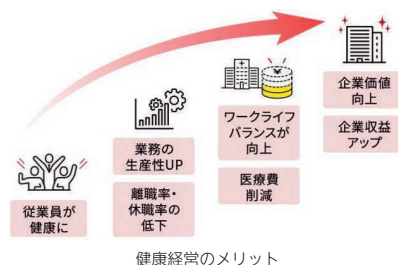 従業員が
健康に
業務の
生産性UP
離職率・
休職率の
低下
ワークライフ
バランスが
向上
医療費
削減
企業価値
向上
企業収益
アップ
健康経営のメリット